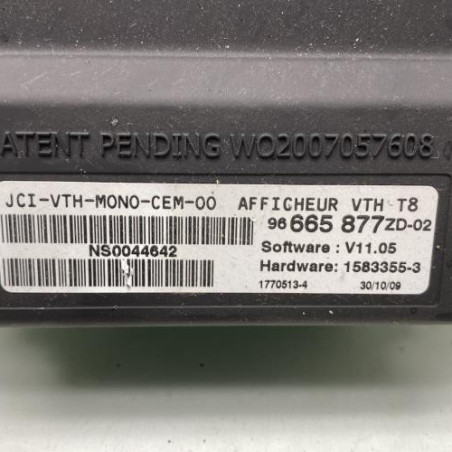 PATENT PENDING WO2007057608
JCI-VTH-MONO-CEM-00 AFFICHEUR VTH T8
96 665 877ZD-02
NS0044642
Software : V11.05
Hardware: 1583355-3
1770513-4 30/10/09